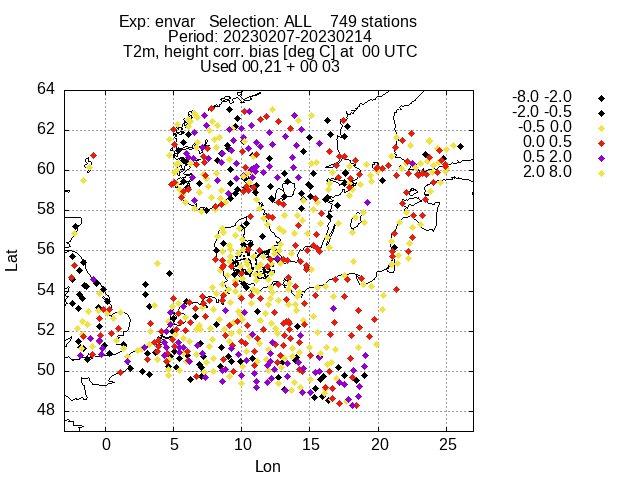 Exp: envar   Selection: ALL    749 stations
Period: 20230207-20230214
T2m, height corr. bias [deg C] at  00 UTC
Used 00,21 + 00 03
64
62
60
58
56
54
52
50
48
Lat
0 5 10 15 20 25
Lon
-8.0 -2.0
-2.0 -0.5
-0.5 0.0
0.0 0.5
0.5 2.0
2.0 8.0